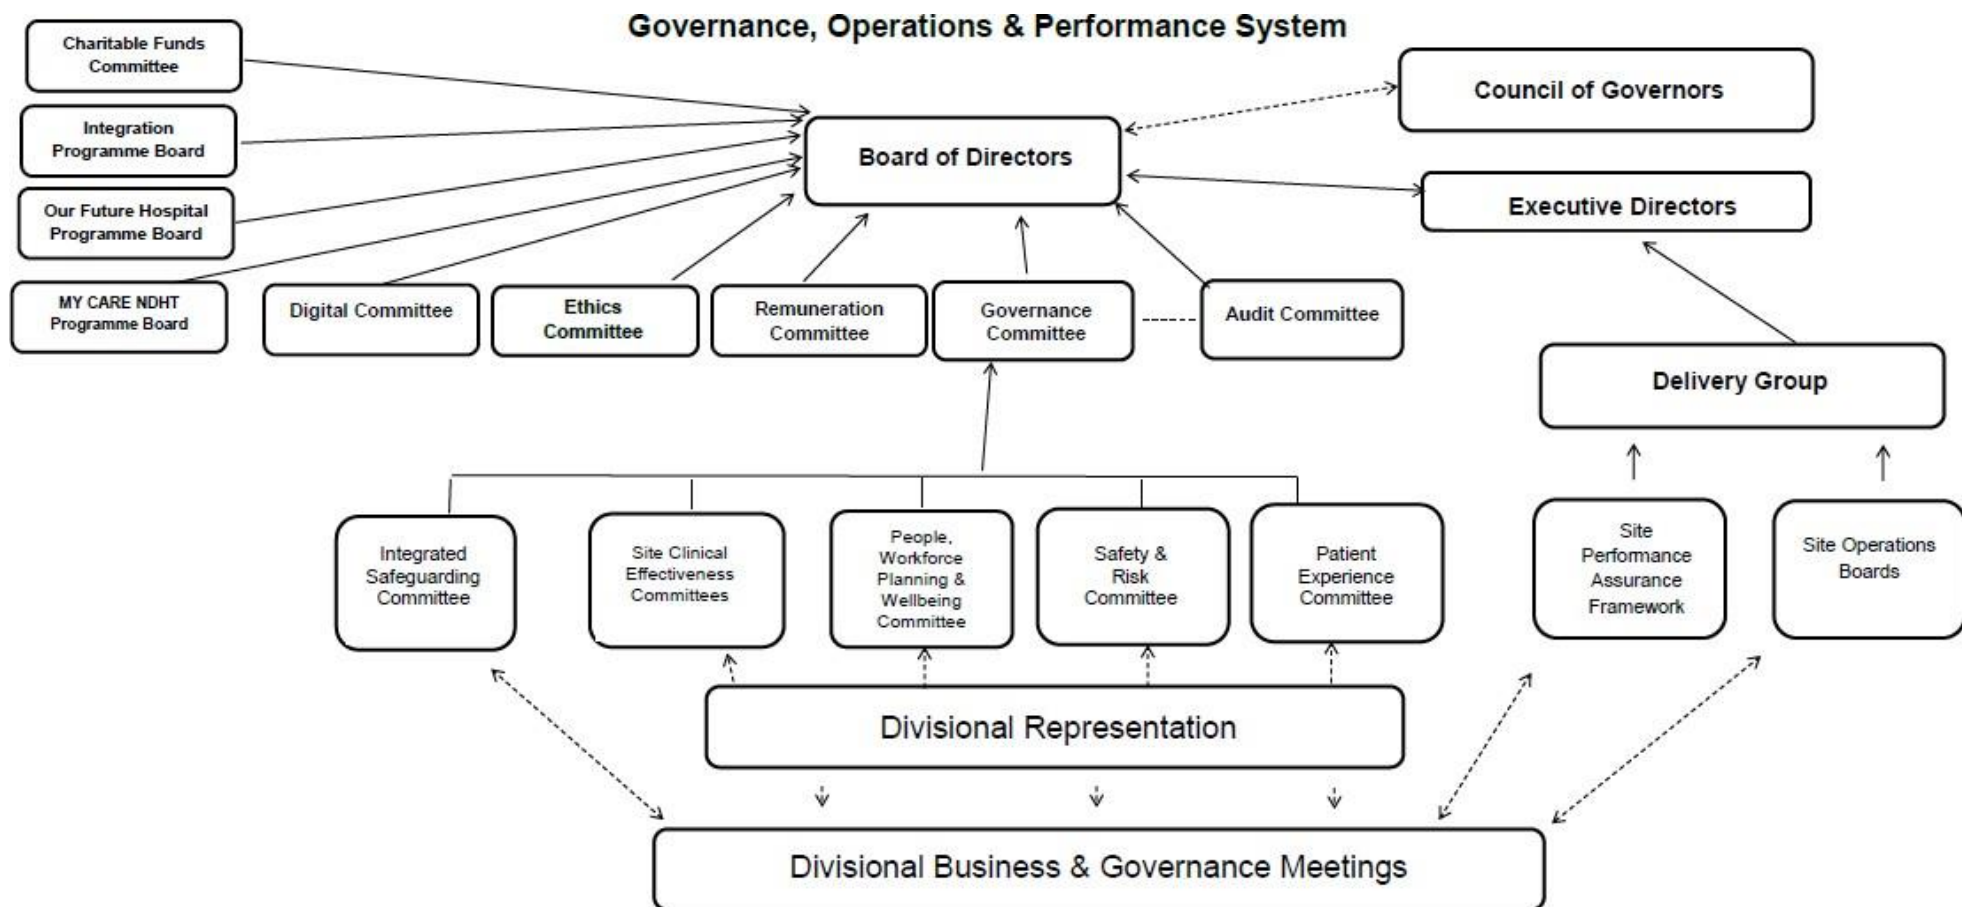 Governance, Operations & Performance System
Charitable Funds
Committee
Council of Governors
Integration
Programme Board
Board of Directors
Our Future Hospital
Programme Board
Executive Directors
MY CARE NDHT
Programme Board
Digital Committee
Ethics
Committee
Remuneration
Committee
Governance
Committee
Audit Committee
Delivery Group
Integrated
Safeguarding
Committee
Site Clinical
Effectiveness
Committees
People,
Workforce
Planning &
Wellbeing
Committee
Safety &
Risk
Committee
Patient
Experience
Committee
Site
Performance
Assurance
Framework
Site Operations
Boards
Divisional Representation
Divisional Business & Governance Meetings